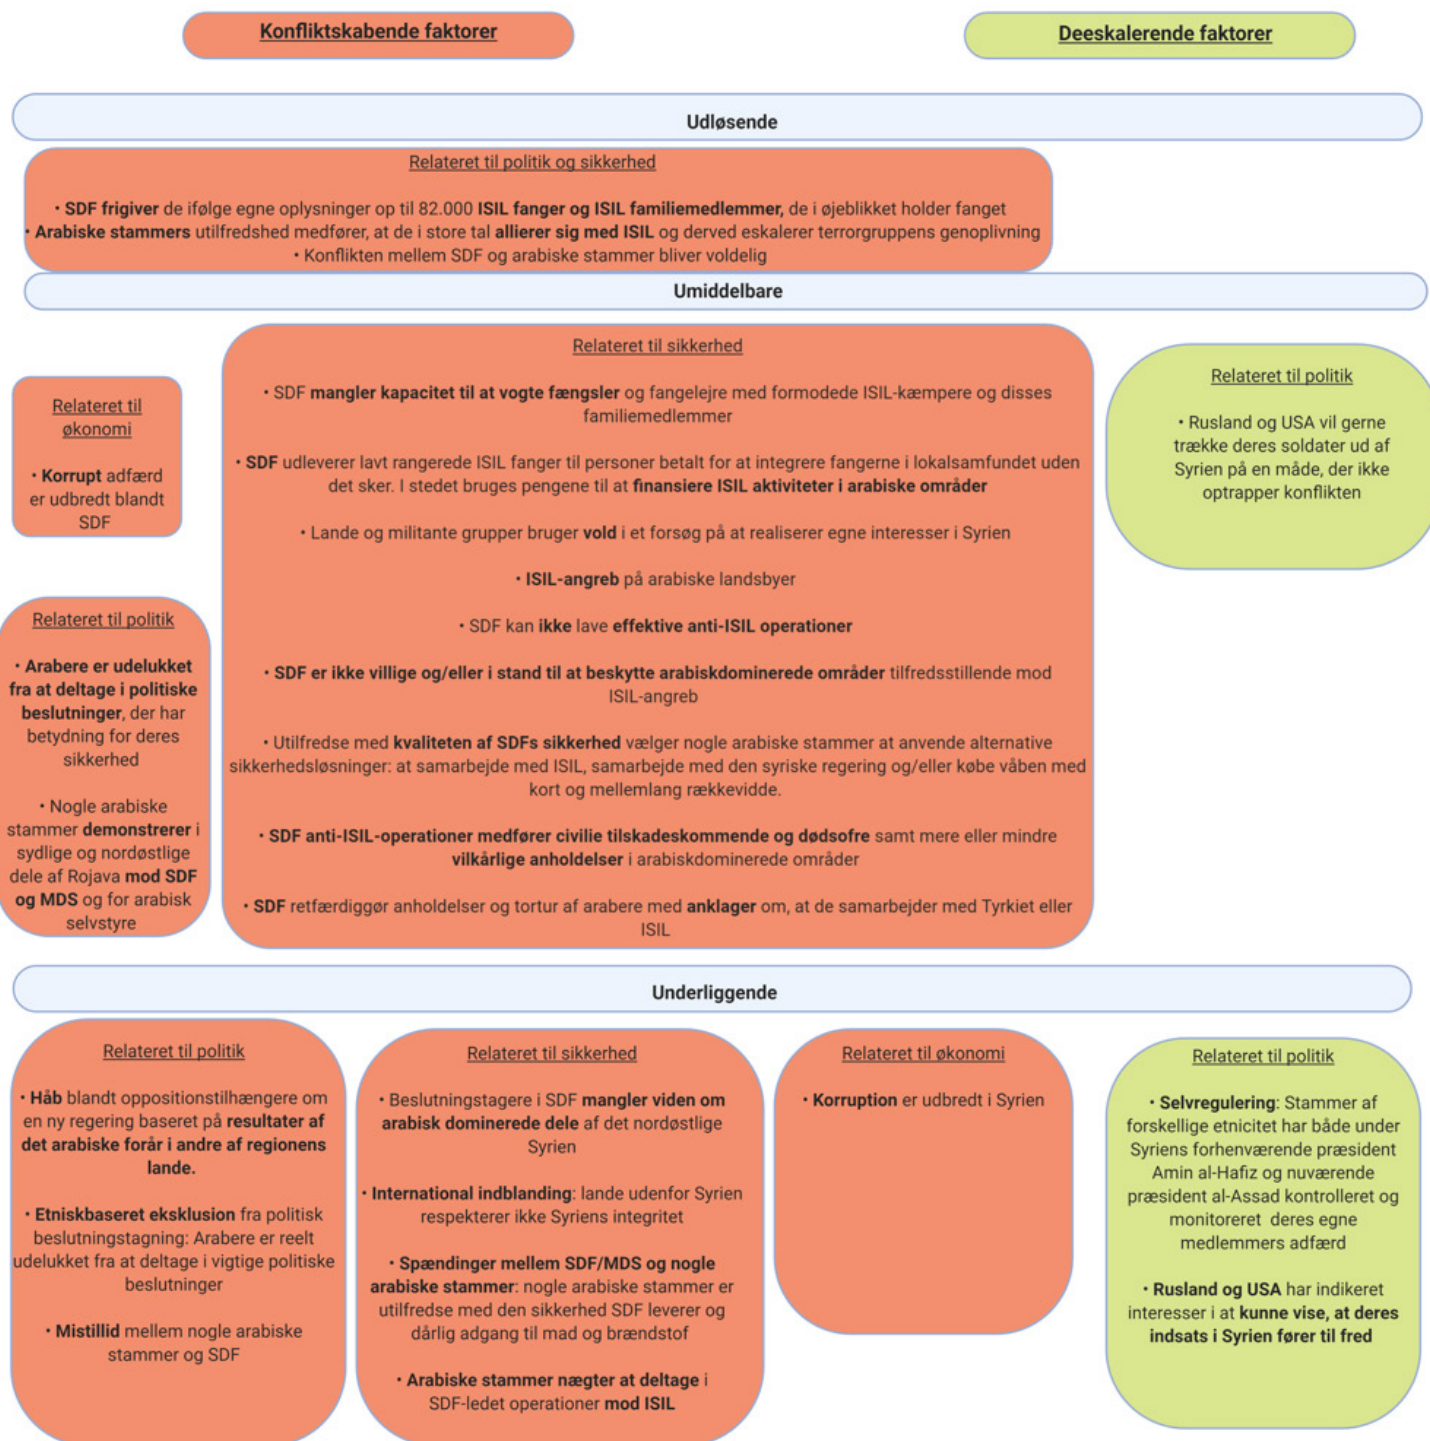 Konfliktskabende faktorer
Deeskalerende faktorer
Udløsende
Relateret til politik og sikkerhed
• SDF frigiver de ifølge egne oplysninger op til 82.000 ISIL fanger og ISIL familiemedlemmer, de i øjeblikket holder fanget
• Arabiske stammers utilfredshed medfører, at de i store tal allierer sig med ISIL og derved eskalerer terrorgruppens genoplivning
• Konflikten mellem SDF og arabiske stammer bliver voldelig
Umiddelbare
Relateret til
økonomi
• Korrupt adfærd
er udbredt blandt
SDF
Relateret til politik
• Arabere er udelukket
fra at deltage i politiske
beslutninger, der har
betydning for deres
sikkerhed
• Nogle arabiske
stammer demonstrerer i
sydlige og nordøstlige
dele af Rojava mod SDF
og MDS og for arabisk
selvstyre
Relateret til sikkerhed
• SDF mangler kapacitet til at vogte fængsler og fangelejre med formodede ISIL-kæmpere og disses
familiemedlemmer
• SDF udleverer lavt rangerede ISIL fanger til personer betalt for at integrere fangerne i lokalsamfundet uden
det sker. I stedet bruges pengene til at finansiere ISIL aktiviteter i arabiske områder
• Lande og militante grupper bruger vold i et forsøg på at realiserer egne interesser i Syrien
• ISIL-angreb på arabiske landsbyer
• SDF kan ikke lave effektive anti-ISIL operationer
• SDF er ikke villige og/eller i stand til at beskytte arabiskdominerede områder tilfredsstillende mod
ISIL-angreb
• Utilfredse med kvaliteten af SDFs sikkerhed vælger nogle arabiske stammer at anvende alternative
sikkerhedsløsninger: at samarbejde med ISIL, samarbejde med den syriske regering og/eller købe våben med
kort og mellemlang rækkevidde.
• SDF anti-ISIL-operationer medfører civilie tilskadeskommende og dødsofre samt mere eller mindre
vilkårlige anholdelser i arabiskdominerede områder
• SDF retfærdiggør anholdelser og tortur af arabere med anklager om, at de samarbejder med Tyrkiet eller
ISIL
Relateret til politik
• Rusland og USA vil gerne
trække deres soldater ud af
Syrien på en måde, der ikke
optrapper konflikten
Underliggende
Relateret til politik
• Håb blandt oppositionstilhængere om
en ny regering baseret på resultater af
det arabiske forår i andre af regionens
lande.
• Etniskbaseret eksklusion fra politisk
beslutningstagning: Arabere er reelt
udelukket fra at deltage i vigtige politiske
beslutninger
• Mistillid mellem nogle arabiske
stammer og SDF
Relateret til sikkerhed
• Beslutningstagere i SDF mangler viden om
arabisk dominerede dele af det nordøstlige
Syrien
• International indblanding: lande udenfor Syrien
respekterer ikke Syriens integritet
• Spændinger mellem SDF/MDS og nogle
arabiske stammer: nogle arabiske stammer er
utilfredse med den sikkerhed SDF leverer og
dårlig adgang til mad og brændstof
• Arabiske stammer nægter at deltage i
SDF-ledet operationer mod ISIL
Relateret til økonomi
• Korruption er udbredt i Syrien
Relateret til politik
• Selvregulering: Stammer af
forskellige etnicitet har både under
Syriens forhenværende præsident
Amin al-Hafiz og nuværende
præsident al-Assad kontrolleret og
monitoreret deres egne
medlemmers adfærd
• Rusland og USA har indikeret
interesser i at kunne vise, at deres
indsats i Syrien fører til fred